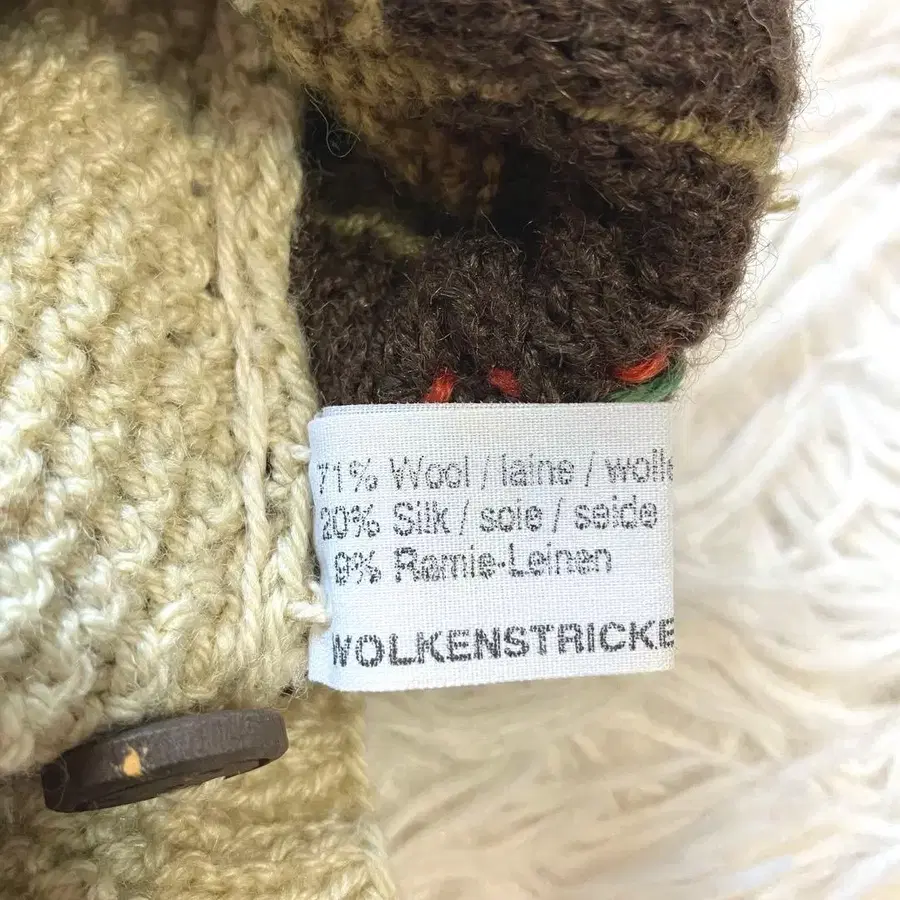 71% Wool / laine / wolle
20% Silk / soie / seide
9% Ramie-Leinen
WOLKENSTRICKE